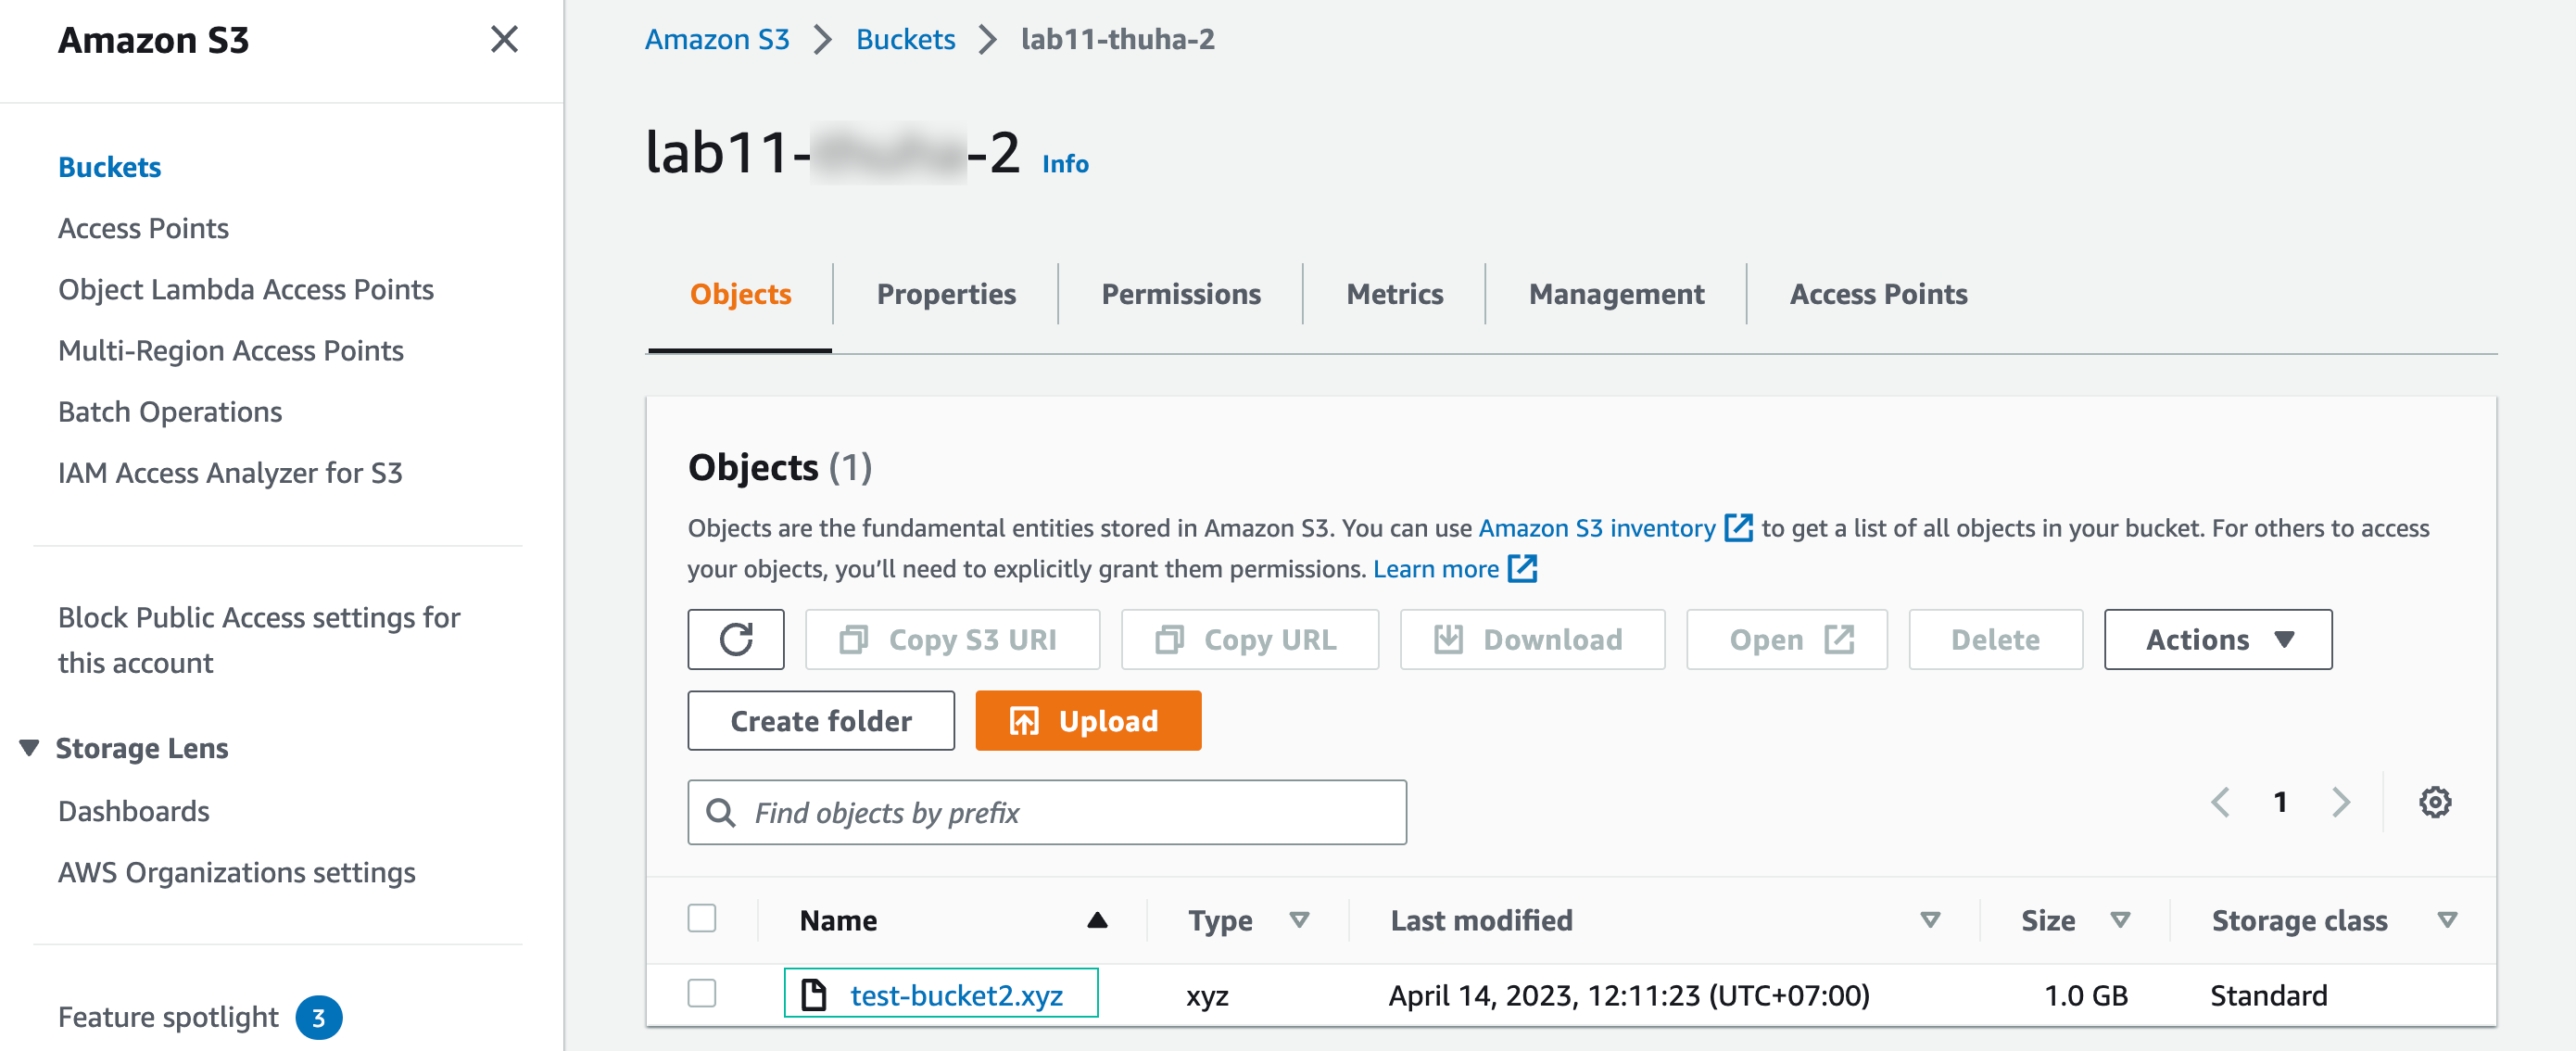 Amazon S3
Buckets
Access Points
Object Lambda Access Points
Multi-Region Access Points
Batch Operations
IAM Access Analyzer for S3
Block Public Access settings for
this account
Storage Lens
Dashboards
AWS Organizations settings
Feature spotlight 3
Amazon S3 Buckets lab11-thuha-2
lab11- -2 Info
Objects Properties Permissions Metrics Management Access Points
Objects (1)
Objects are the fundamental entities stored in Amazon S3. You can use Amazon S3 inventory to get a list of all objects in your bucket. For others to access
your objects, you’ll need to explicitly grant them permissions. Learn more
Copy S3 URI Copy URL Download Open Delete Actions
Create folder Upload
Find objects by prefix 1
Name Type Last modified Size Storage class
test-bucket2.xyz xyz April 14, 2023, 12:11:23 (UTC+07:00) 1.0 GB Standard